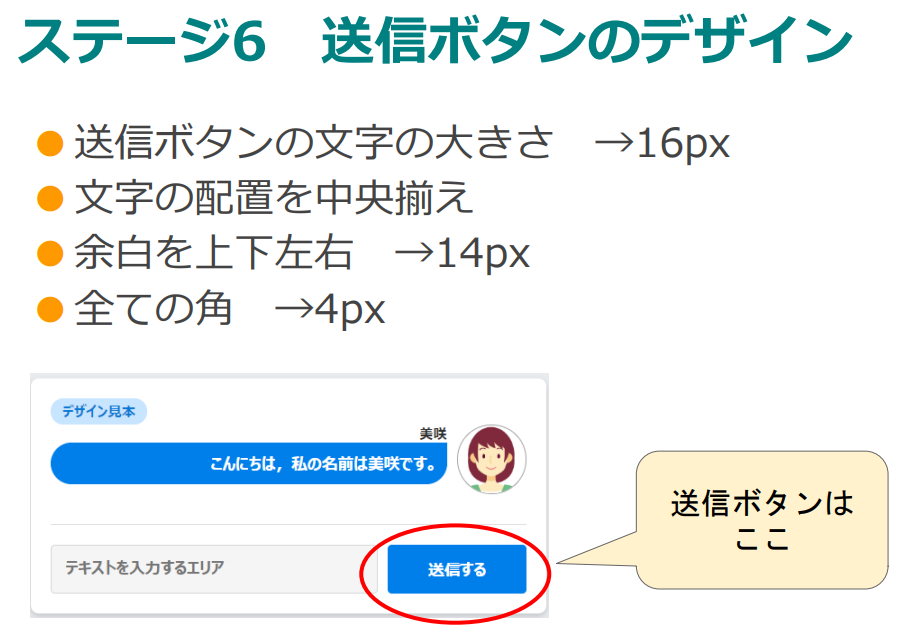 ステージ6　送信ボタンのデザイン
送信ボタンの文字の大きさ　→16px
文字の配置を中央揃え
余白を上下左右　→14px
全ての角　→4px
デザイン見本
美咲
こんにちは，私の名前は美咲です。
テキストを入力するエリア
送信する
送信ボタンは
ここ